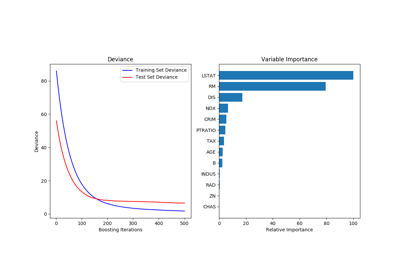 Deviance
Training Set Deviance
Test Set Deviance
Deviance
80
60
40
20
0
0 100 200 300 400 500
Boosting Iterations
Variable Importance
LSTAT
RM
DIS
NOX
CRIM
PTRATIO
TAX
AGE
B
INDUS
RAD
ZN
CHAS
0 20 40 60 80 100
Relative Importance